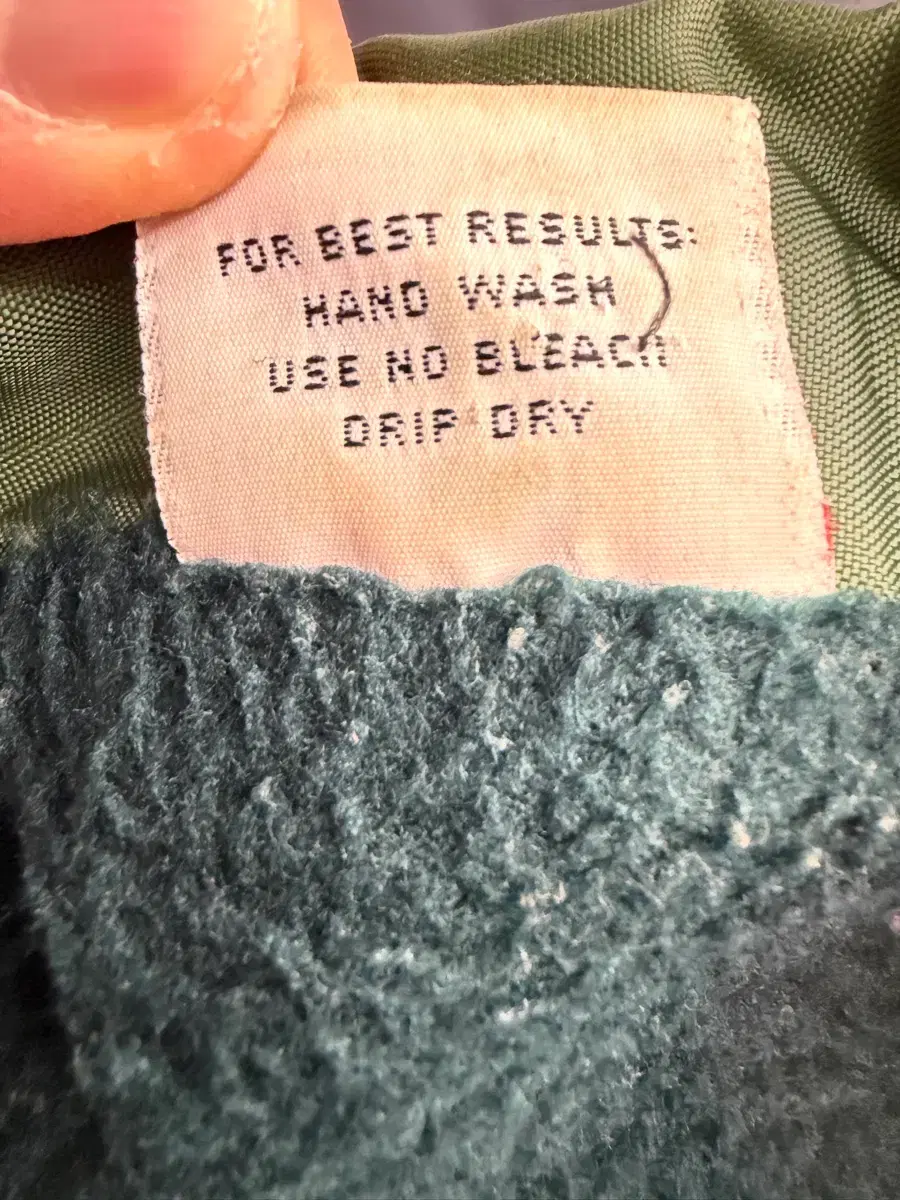 FOR BEST RESULTS:
HAND WASH
USE NO BLEACH
DRIP DRY